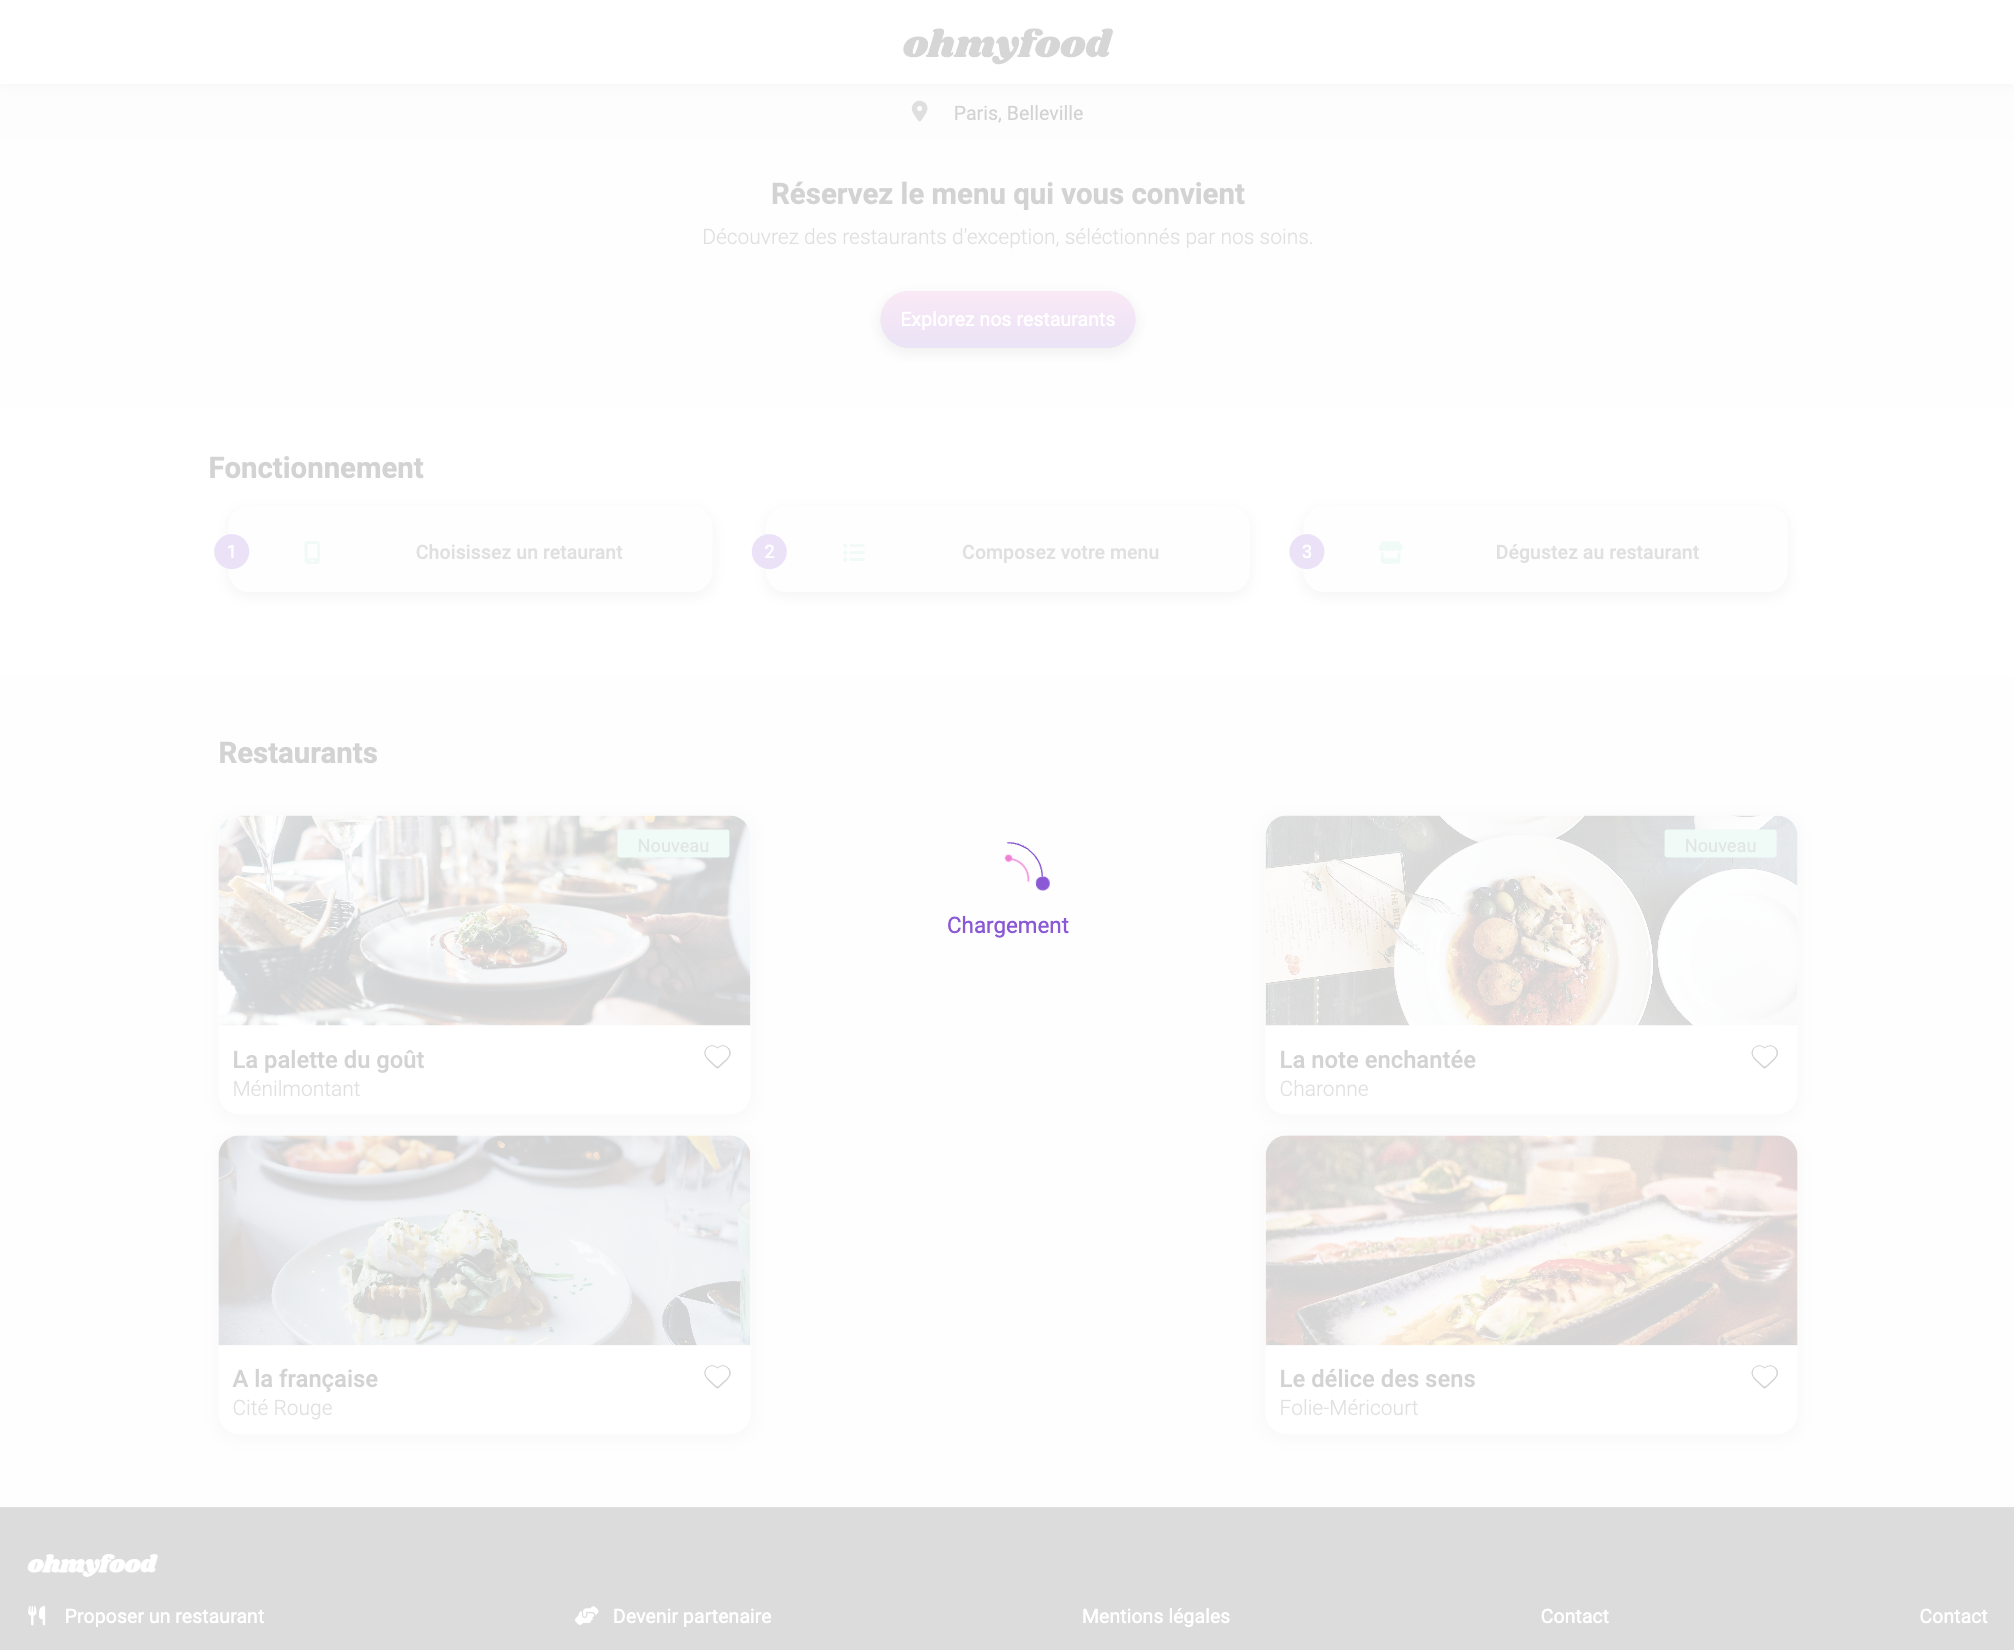 ohmyfood
Paris, Belleville
Réservez le menu qui vous convient
Découvrez des restaurants d'exception, séléctionnés par nos soins.
Explorez nos restaurants
Fonctionnement
1 Choisissez un retaurant
2 Composez votre menu
3 Dégustez au restaurant
Restaurants
Nouveau
La palette du goût
Ménilmontant
Chargement
Nouveau
La note enchantée
Charonne
A la française
Cité Rouge
Le délice des sens
Folie-Méricourt
ohmyfood
Proposer un restaurant
Devenir partenaire
Mentions légales
Contact
Contact